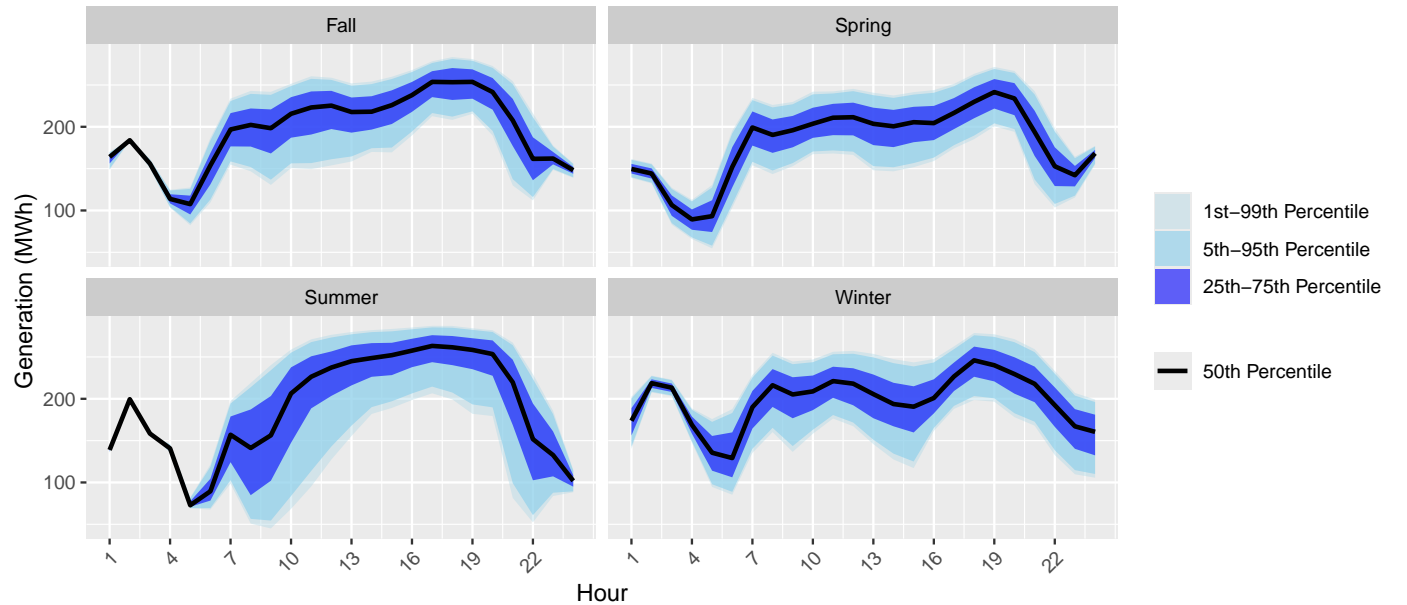 Fall
Spring
200
100
Summer
Winter
200
100
1
4
7
10
13
16
19
22
1
4
7
10
13
16
19
22
Hour
Generation (MWh)
1st−99th Percentile
5th−95th Percentile
25th−75th Percentile
50th Percentile